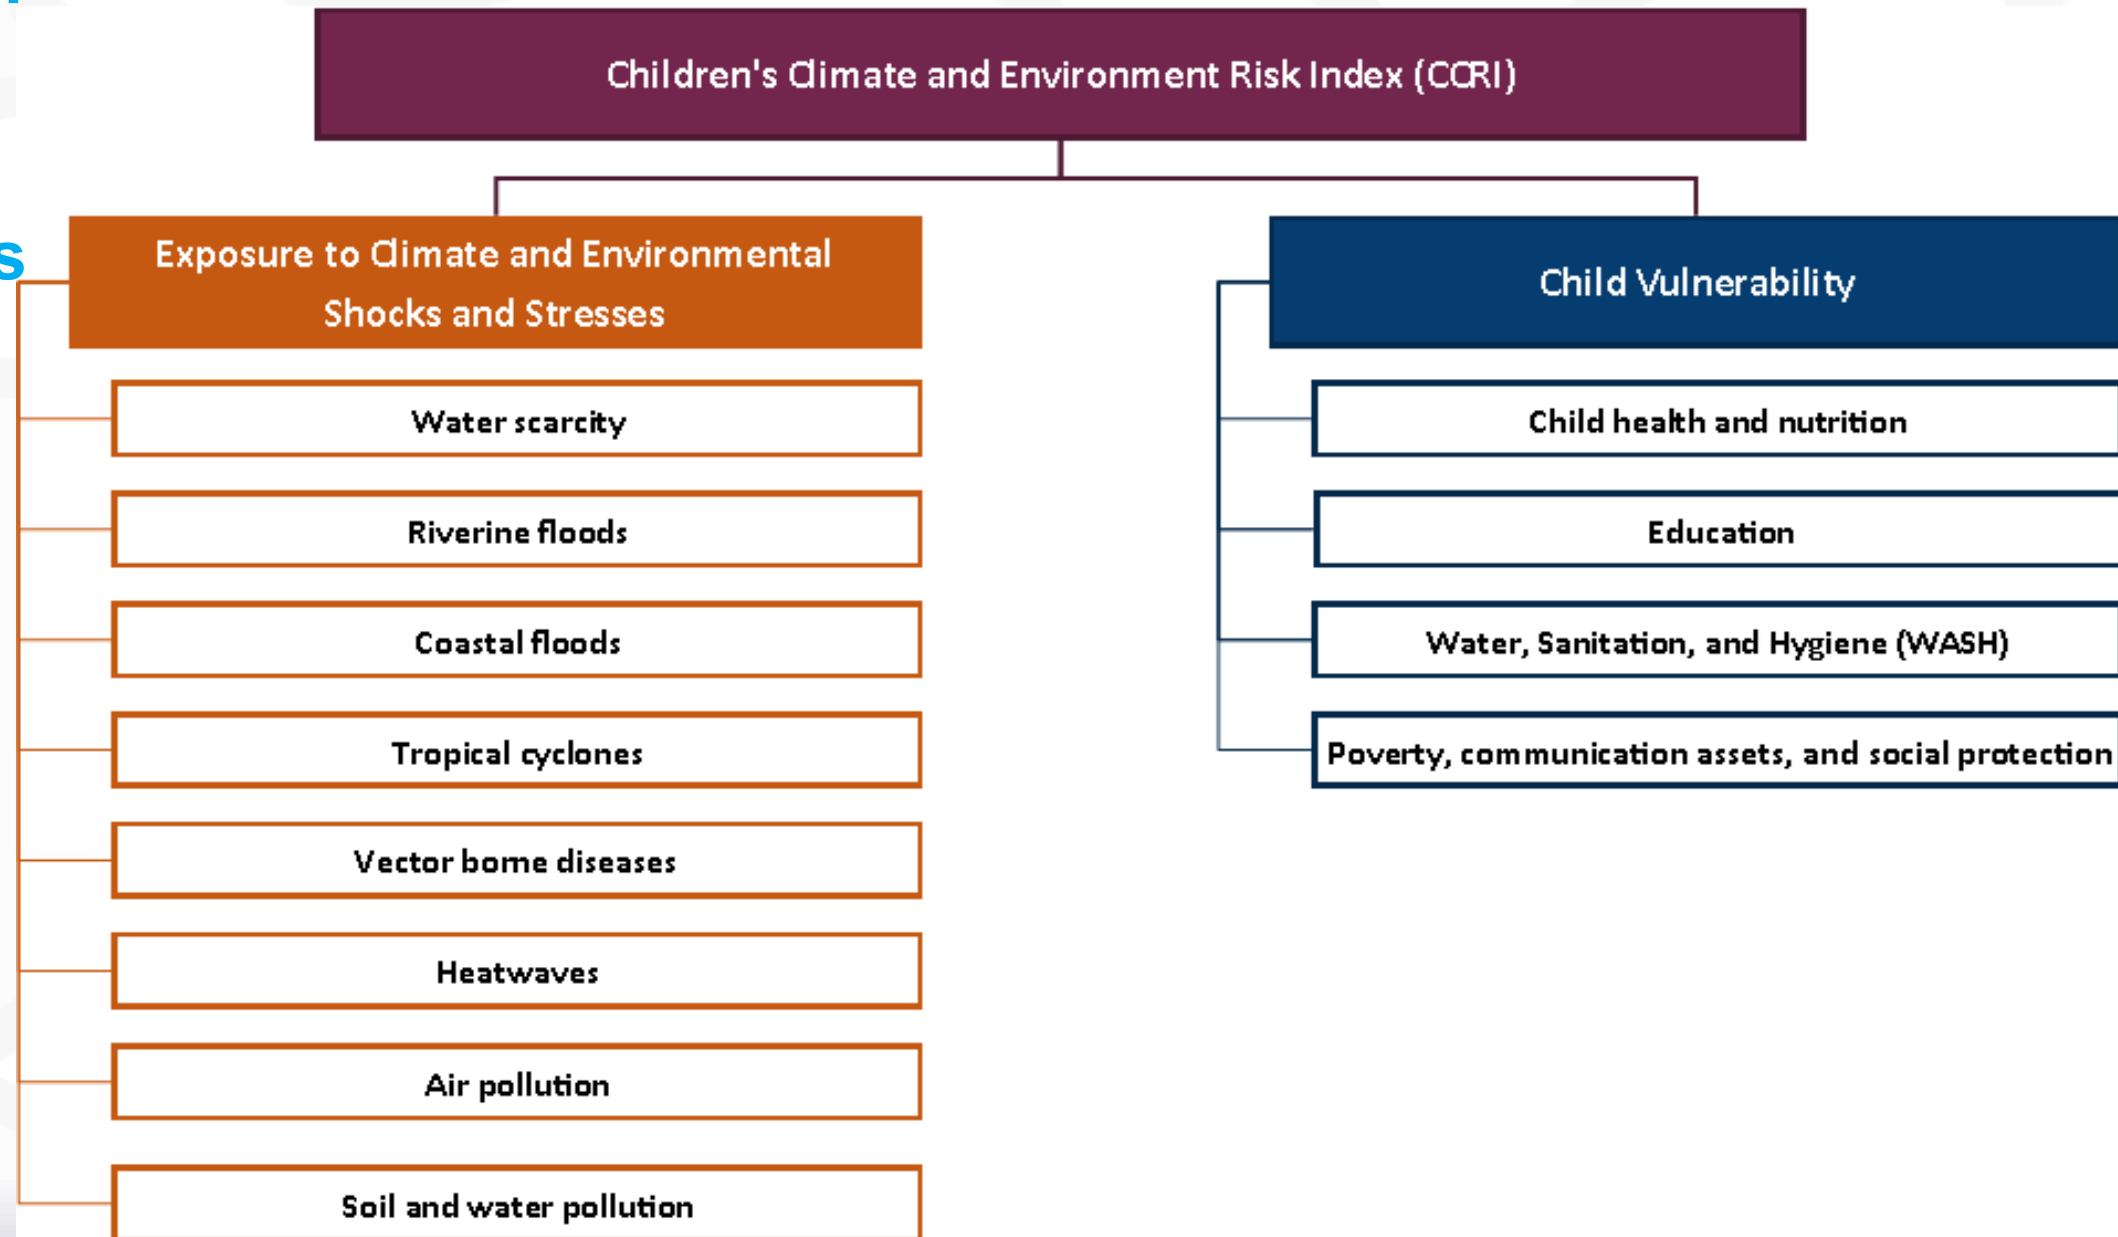 Children's Climate and Environment Risk Index (CCRI)
s
Exposure to Climate and Environmental
Shocks and Stresses
Water scarcity
Riverine floods
Coastal floods
Tropical cyclones
Vector borne diseases
Heatwaves
Air pollution
Soil and water pollution
Child Vulnerability
Child health and nutrition
Education
Water, Sanitation, and Hygiene (WASH)
Poverty, communication assets, and social protection